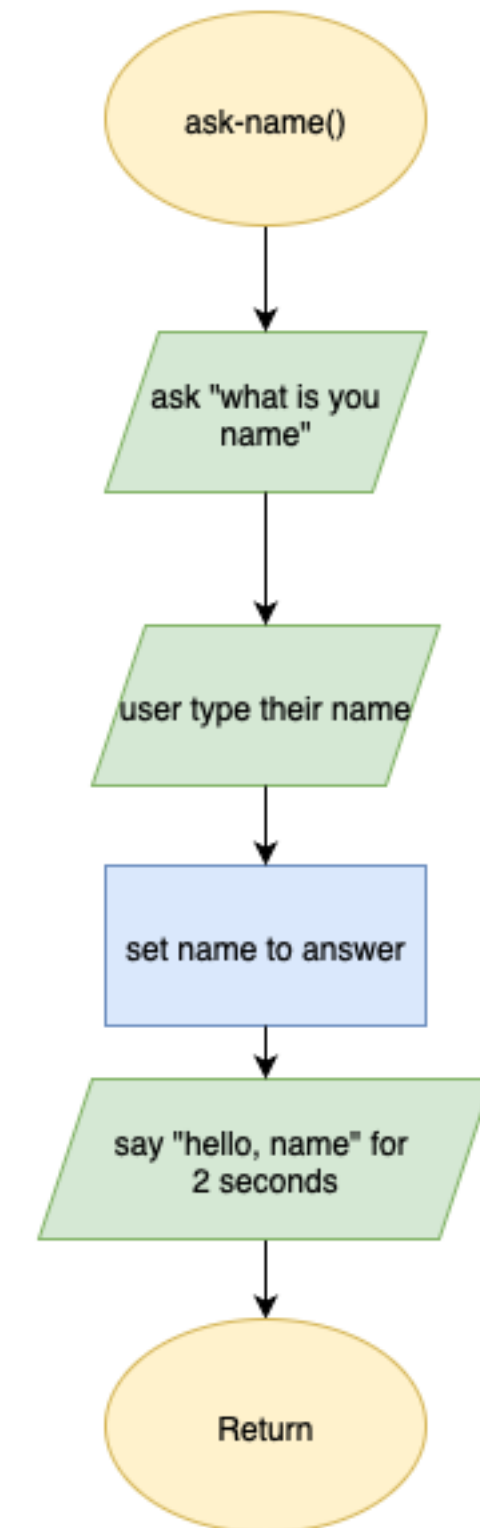 ask-name()
ask "what is you
name"
user type their name
set name to answer
say "hello, name" for
2 seconds
Return